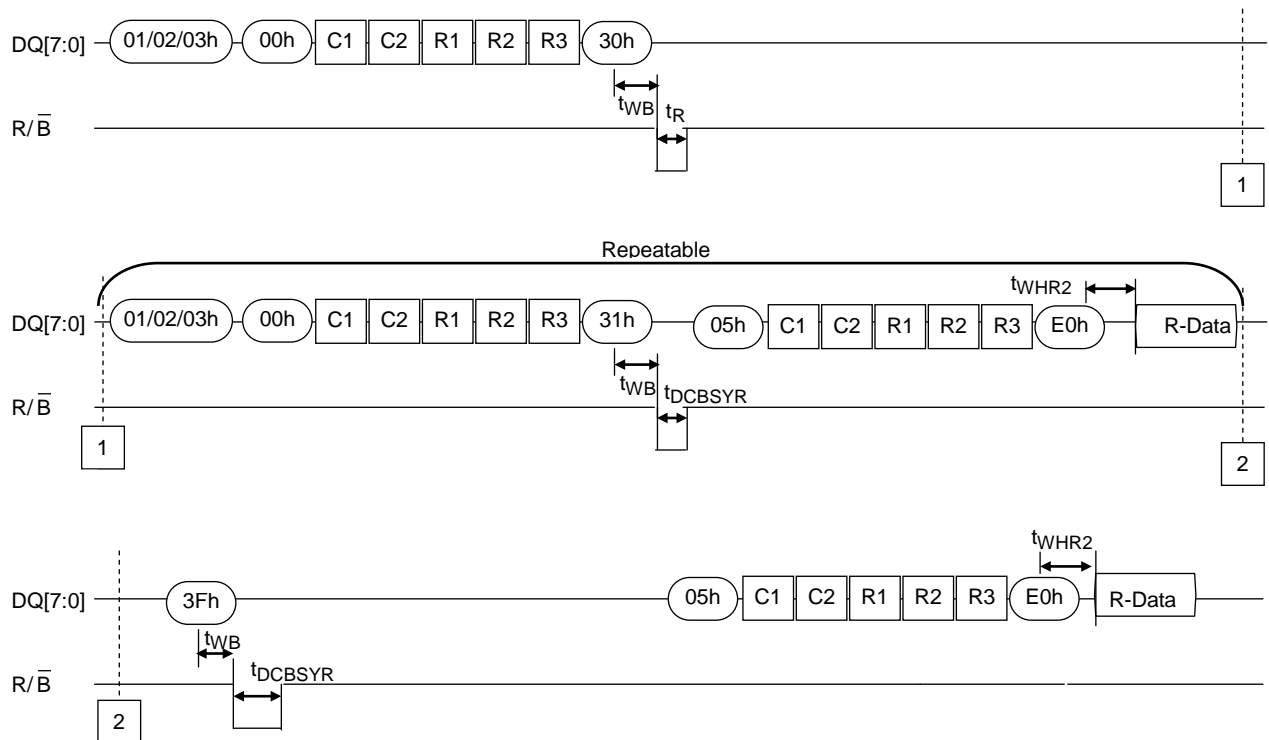 DQ[7:0] 01/02/03h 00h C1 C2 R1 R2 R3 30h
tWB tR
R/B̅
1
Repeatable
tWHR2
DQ[7:0] 01/02/03h 00h C1 C2 R1 R2 R3 31h 05h C1 C2 R1 R2 R3 E0h R-Data
tWB tDCBSYR
R/B̅
1
2
tWHR2
DQ[7:0] 3Fh 05h C1 C2 R1 R2 R3 E0h R-Data
tWB tDCBSYR
R/B̅
2